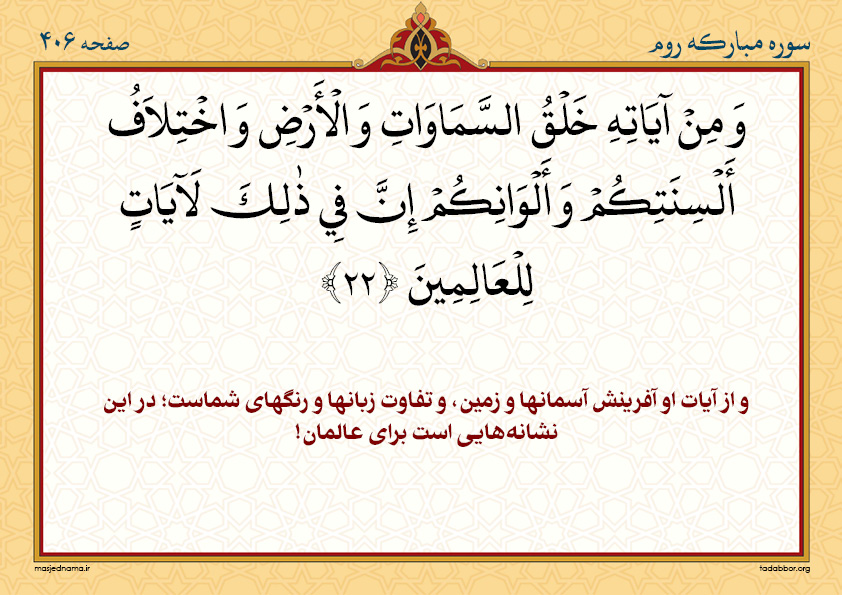 سوره مبارکه روم
صفحه ۴۰۶
وَ مِنْ آيَاتِهِ خَلْقُ السَّمَاوَاتِ وَ الْأَرْضِ وَ اخْتِلاَفُ
أَلْسِنَتِكُمْ وَ أَلْوَانِكُمْ إِنَّ فِي ذٰلِكَ لَآيَاتٍ
لِلْعَالِمِينَ ﴿٢٢﴾
و از آیات او آفرینش آسمانها و زمین، و تفاوت زبانها و رنگهای شماست؛ در این
نشانه‌هایی است برای عالمان!
masjednama.ir
tadabbor.org